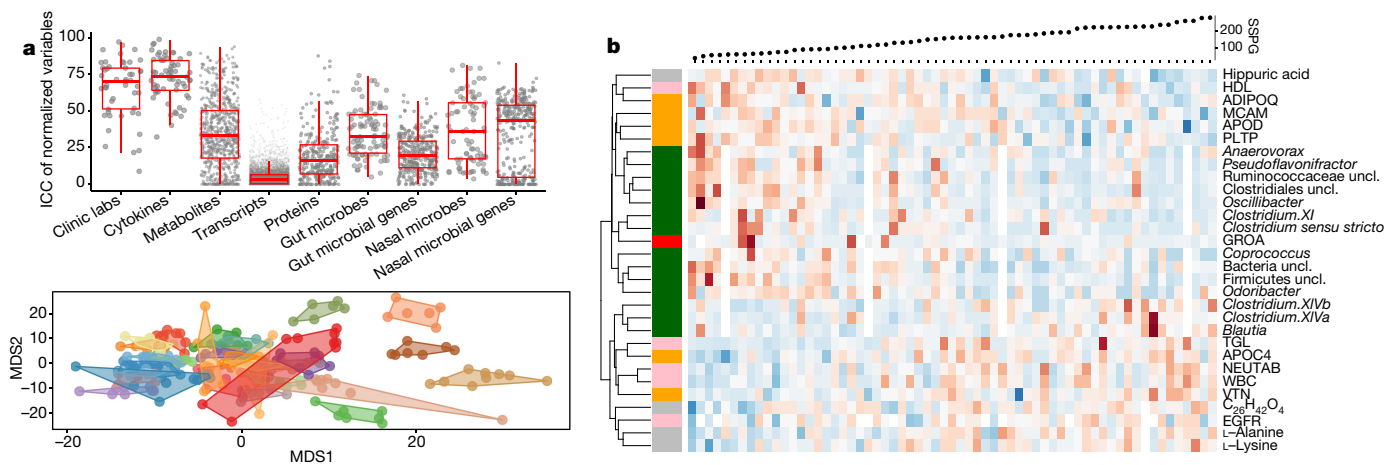 a
ICC of normalized variables
100
75
50
25
0
Clinic labs
Cytokines
Metabolites
Transcripts
Proteins
Gut microbes
Gut microbial genes
Nasal microbes
Nasal microbial genes
MDS2
20
10
0
−10
−20
−20
0
20
MDS1
b
200
100
SSPG
Hippuric acid
HDL
ADIPOQ
MCAM
APOD
PLTP
Anaerovorax
Pseudoflavonifractor
Ruminococcaceae uncl.
Clostridiales uncl.
Oscillibacter
Clostridium.XI
Clostridium sensu stricto
GROA
Coprococcus
Bacteria uncl.
Firmicutes uncl.
Odoribacter
Clostridium.XIVb
Clostridium.XIVa
Blautia
TGL
APOC4
NEUTAB
WBC
VTN
C26H42O4
EGFR
L–Alanine
L–Lysine